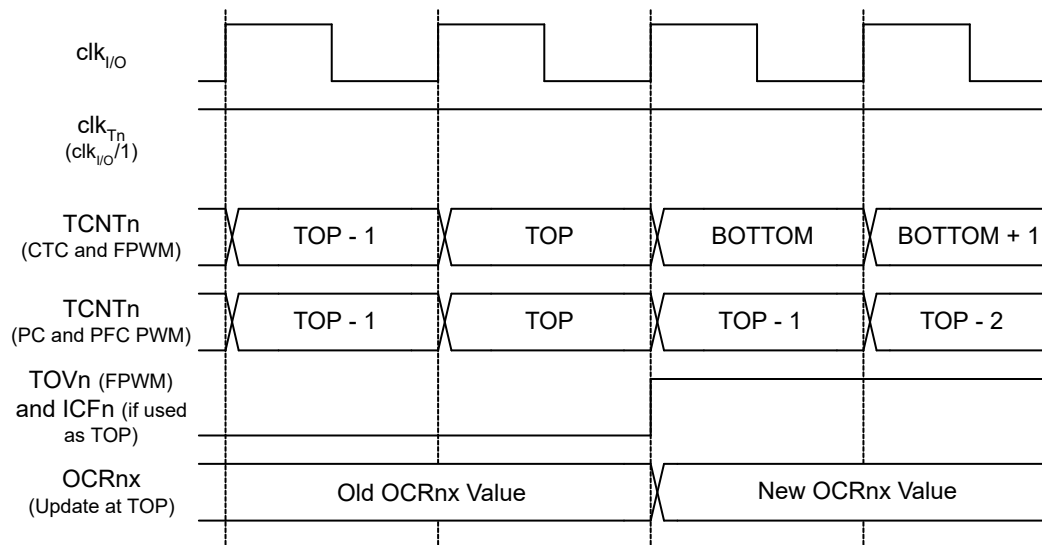 clkI/O
clkTn
(clkI/O/1)
TCNTn
(CTC and FPWM)
TOP - 1
TOP
BOTTOM
BOTTOM + 1
TCNTn
(PC and PFC PWM)
TOP - 1
TOP
TOP - 1
TOP - 2
TOVn (FPWM)
and ICFn (if used
as TOP)
OCRnx
(Update at TOP)
Old OCRnx Value
New OCRnx Value